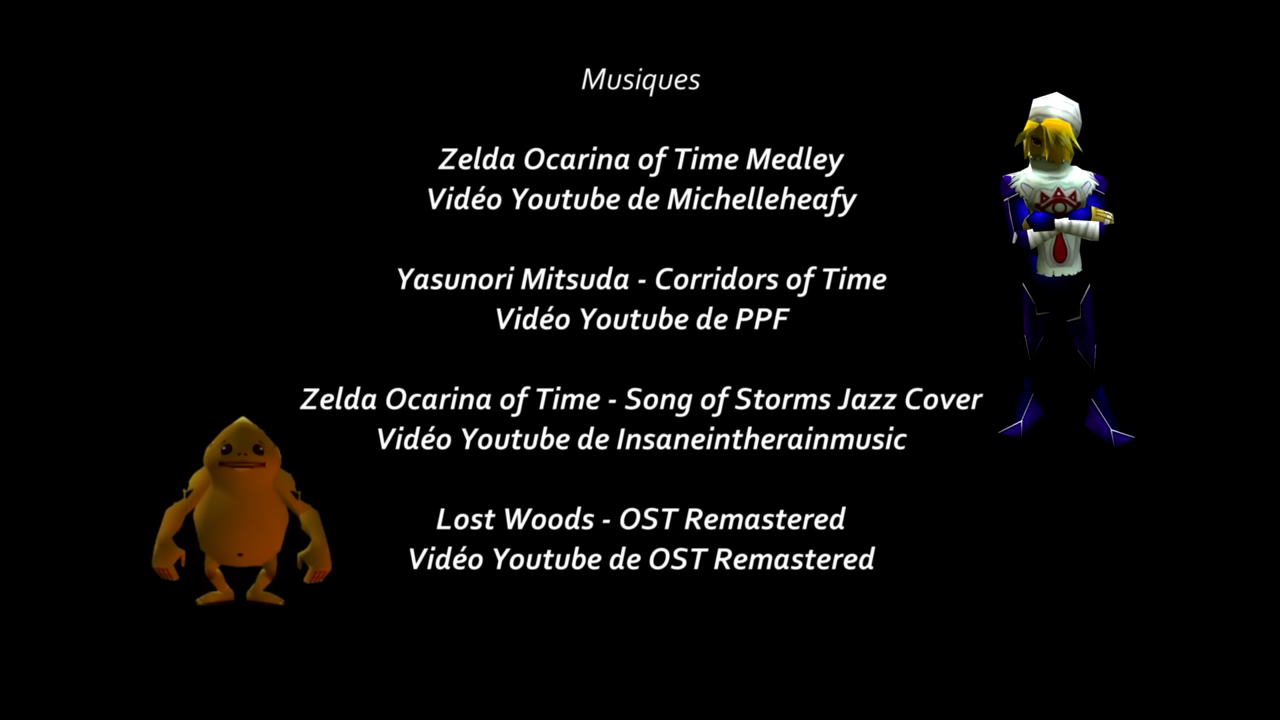 Musiques
Zelda Ocarina of Time Medley
Vidéo Youtube de Michelleheafy
Yasunori Mitsuda - Corridors of Time
Vidéo Youtube de PPF
Zelda Ocarina of Time - Song of Storms Jazz Cover
Vidéo Youtube de Insaneintherainmusic
Lost Woods - OST Remastered
Vidéo Youtube de OST Remastered